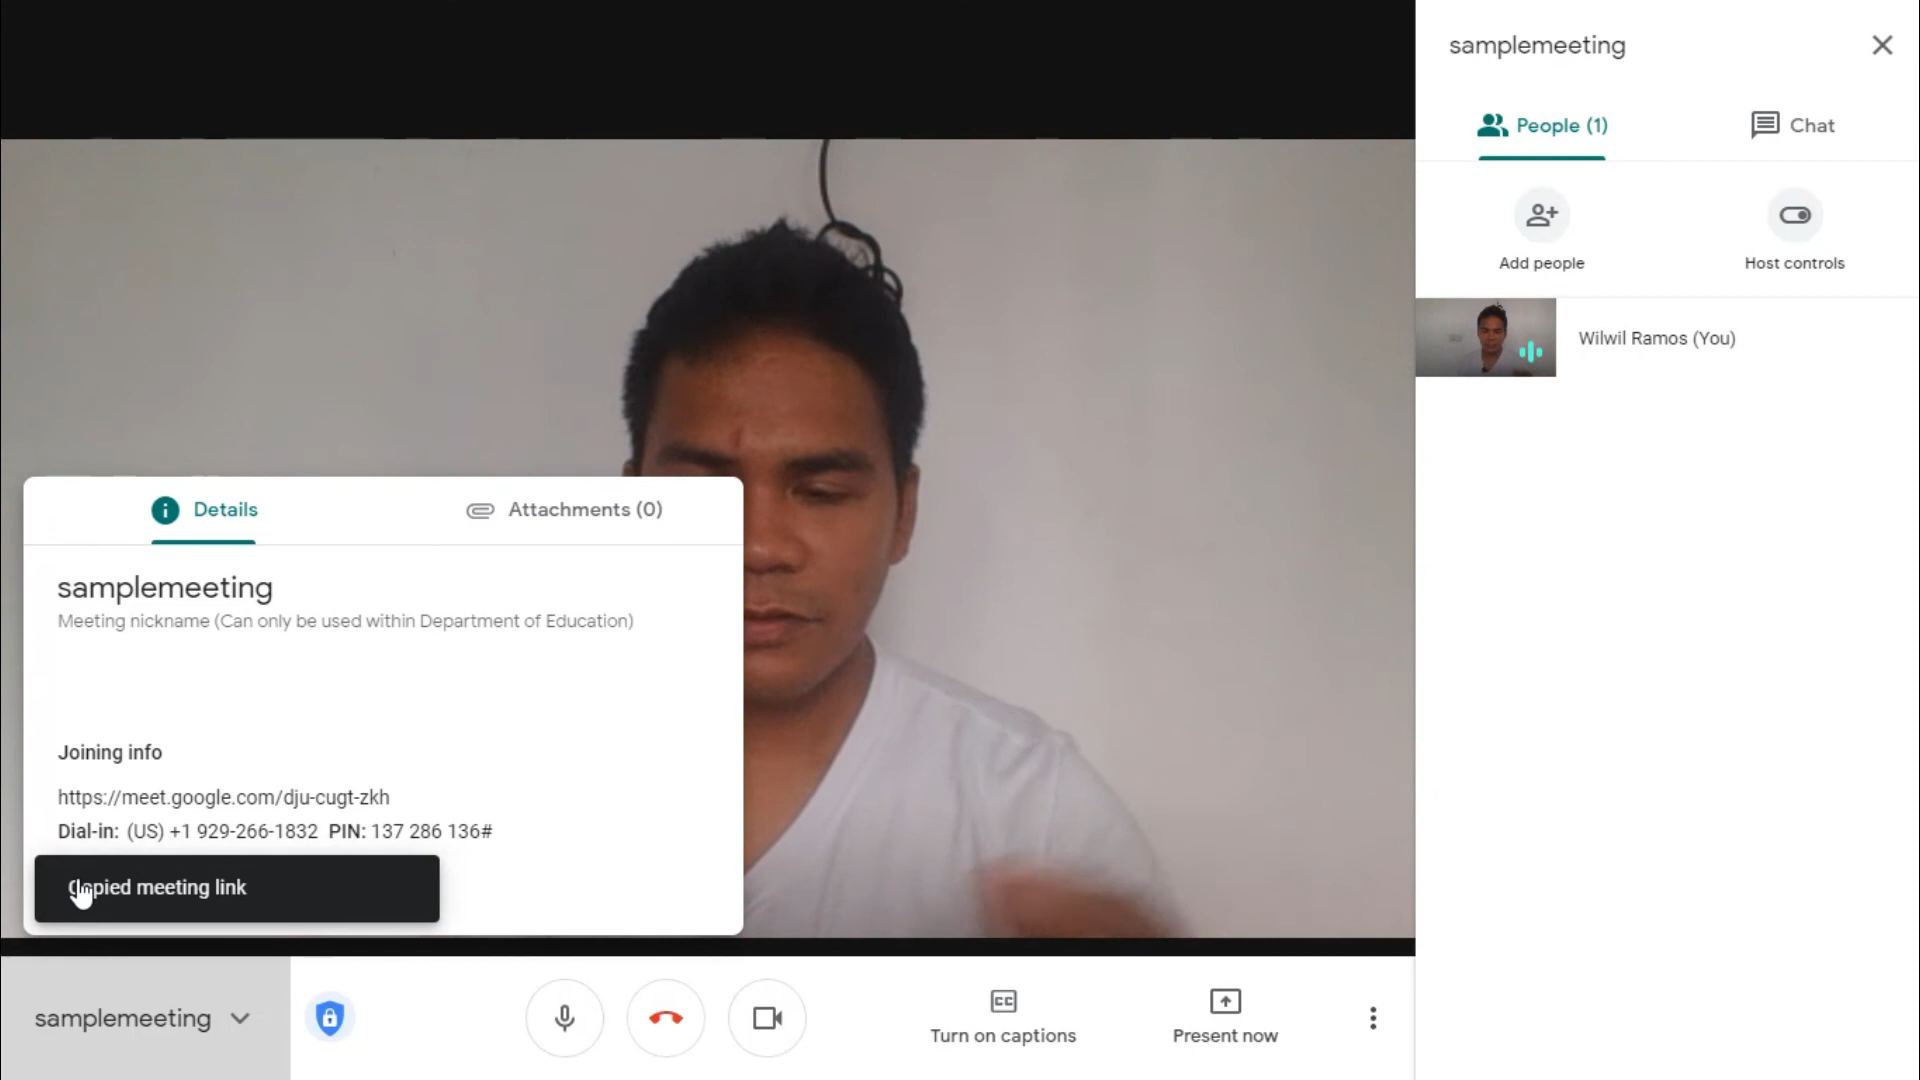 samplemeeting
People (1)
Chat
Add people
Host controls
Wilwil Ramos (You)
Details
Attachments (0)
samplemeeting
Meeting nickname (Can only be used within Department of Education)
Joining info
https://meet.google.com/dju-cugt-zkh
Dial-in: (US) +1 929-266-1832 PIN: 137 286 136#
Copied meeting link
samplemeeting
CC
Turn on captions
Present now